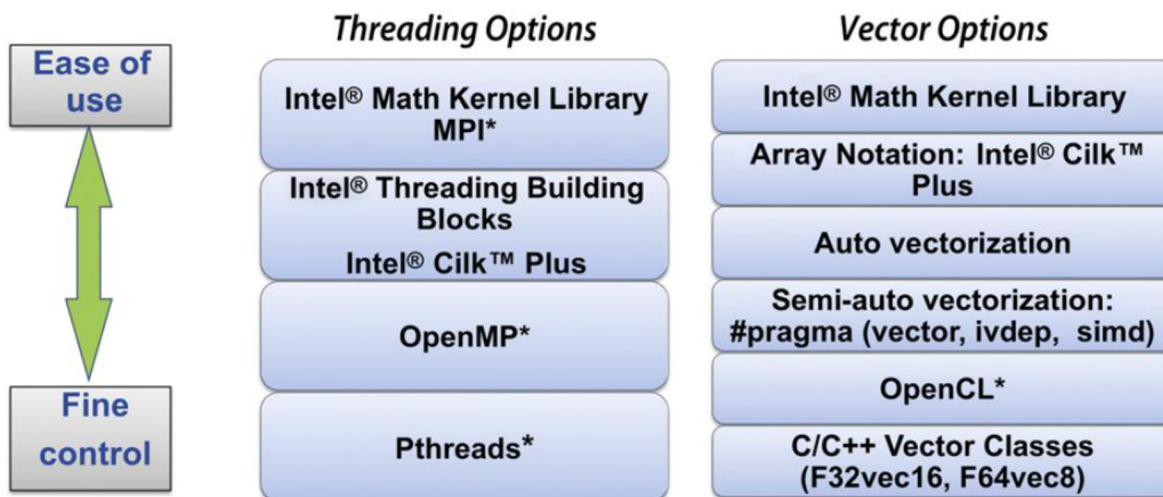 Threading Options
Vector Options
Ease of
use
Fine
control
Intel® Math Kernel Library
MPI*
Intel® Threading Building
Blocks
Intel® Cilk™ Plus
OpenMP*
Pthreads*
Intel® Math Kernel Library
Array Notation: Intel® Cilk™
Plus
Auto vectorization
Semi-auto vectorization:
#pragma (vector, ivdep, simd)
OpenCL*
C/C++ Vector Classes
(F32vec16, F64vec8)